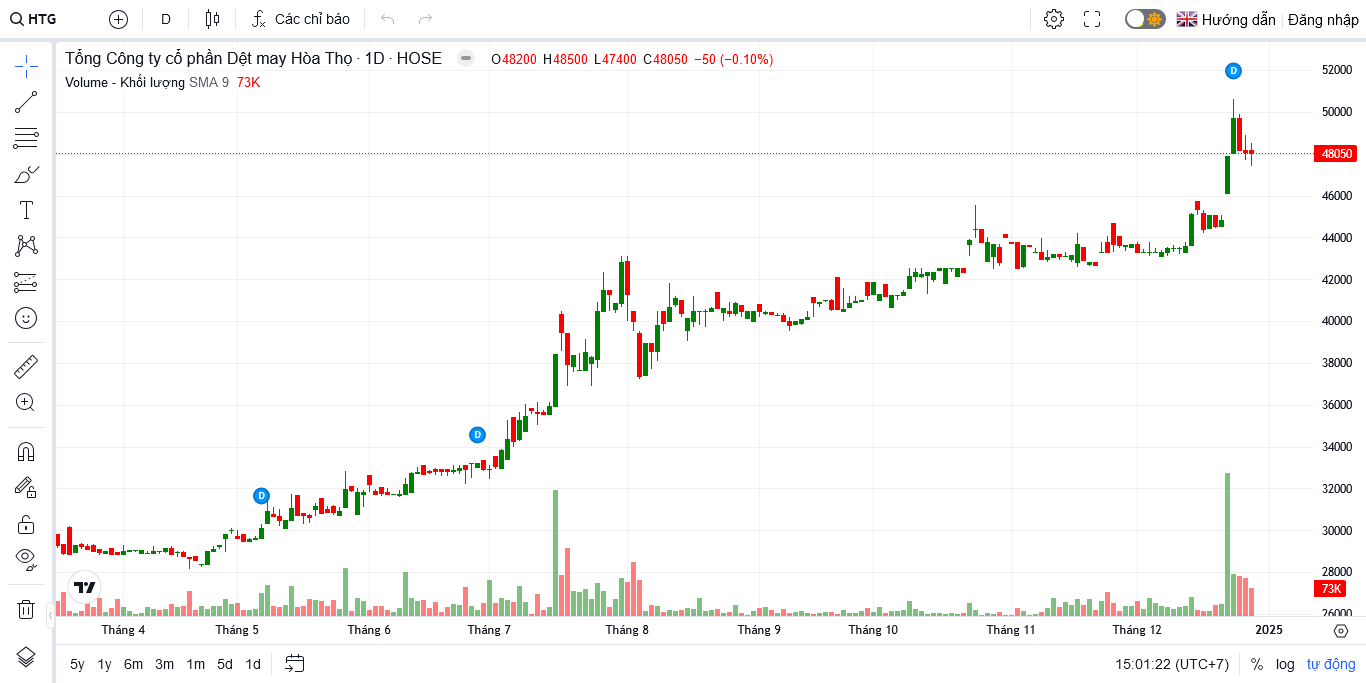 HTG D Các chỉ báo Hướng dẫn Đăng nhập
Tổng Công ty cổ phần Dệt may Hòa Thọ · 1D · HOSE O48200 H48500 L47400 C48050 −50 (−0.10%)
Volume - Khối lượng SMA 9 73K
52000
50000
48050
46000
44000
42000
40000
38000
36000
34000
32000
30000
28000
73K
26000
D
D
D
Tháng 4 Tháng 5 Tháng 6 Tháng 7 Tháng 8 Tháng 9 Tháng 10 Tháng 11 Tháng 12 2025
5y 1y 6m 3m 1m 5d 1d 15:01:22 (UTC+7) % log tự động